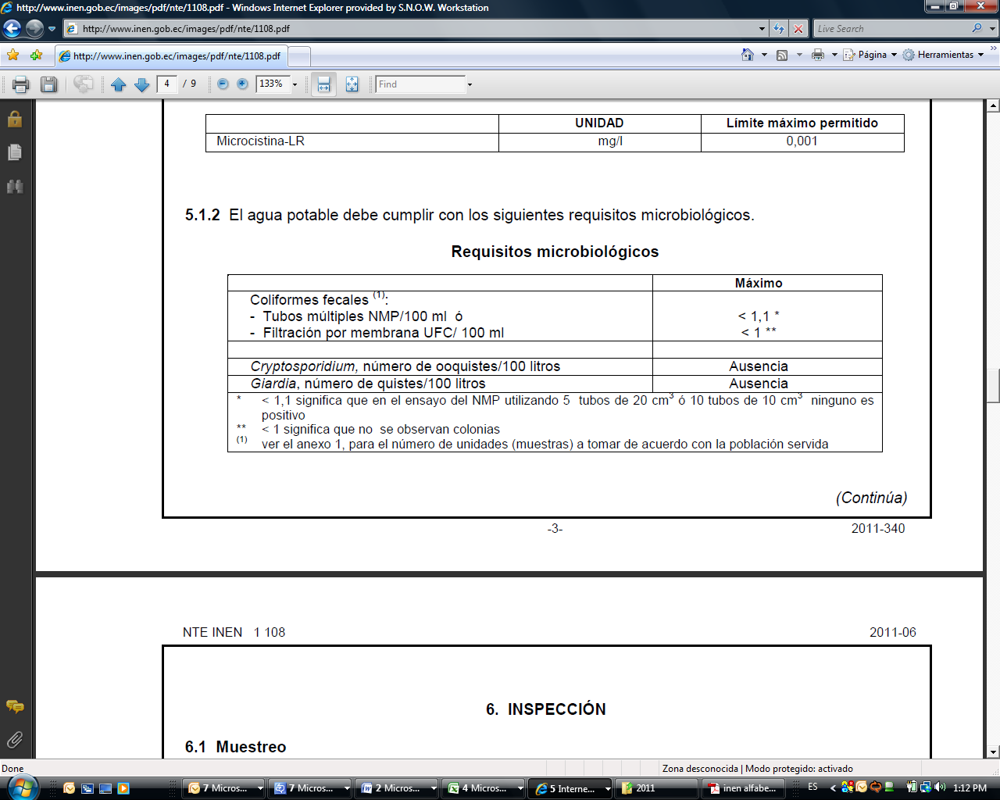 http://www.inen.gob.ec/images/pdf/nte/1108.pdf - Windows Internet Explorer provided by S.N.O.W. Workstation
http://www.inen.gob.ec/images/pdf/nte/1108.pdf
Live Search
http://www.inen.gob.ec/images/pdf/nte/1108.pdf
Página
Herramientas
4 / 9
133%
Find
UNIDAD Límite máximo permitido
Microcistina-LR mg/l 0,001
5.1.2 El agua potable debe cumplir con los siguientes requisitos microbiológicos.
Requisitos microbiológicos
Máximo
Coliformes fecales (1):
- Tubos múltiples NMP/100 ml ó < 1,1 *
- Filtración por membrana UFC/ 100 ml < 1 **
Cryptosporidium, número de ooquistes/100 litros Ausencia
Giardia, número de quistes/100 litros Ausencia
* < 1,1 significa que en el ensayo del NMP utilizando 5 tubos de 20 cm3 ó 10 tubos de 10 cm3 ninguno es
positivo
** < 1 significa que no se observan colonias
(1) ver el anexo 1, para el número de unidades (muestras) a tomar de acuerdo con la población servida
(Continúa)
-3- 2011-340
NTE INEN 1 108 2011-06
6. INSPECCIÓN
6.1 Muestreo
Done
Zona desconocida | Modo protegido: activado
7 Micros...
7 Micros...
2 Micros...
4 Micros...
5 Interne...
2011
inen alfabe...
ES
1:12 PM